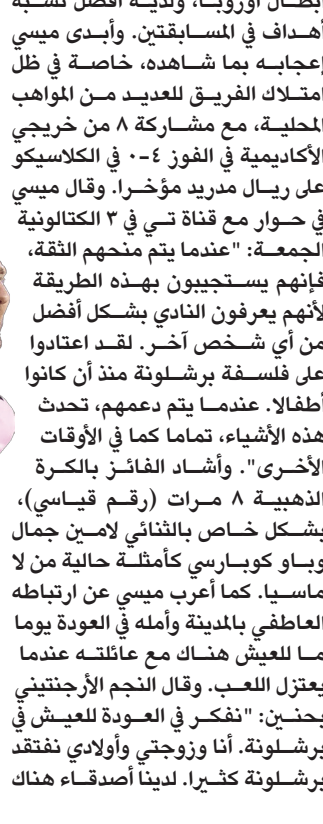 أبطال أوروبا، ولديه أفضل نسبة
أهداف في المسابقتين. وأبدى ميسي
إعجابه بما شاهده، خاصة في ظل
امتلاك الفريق للعديد من المواهب
المحلية، مع مشاركة ٨ من خريجي
الأكاديمية في الفوز ٤-٠ في الكلاسيكو
على ريال مدريد مؤخرا. وقال ميسي
في حوار مع قناة تي في ٣ الكتالونية
الجمعة: "عندما يتم منحهم الثقة،
فإنهم يستجيبون بهذه الطريقة
لأنهم يعرفون النادي بشكل أفضل
من أي شخص آخر. لقد اعتادوا
على فلسفة برشلونة منذ أن كانوا
أطفالا. عندما يتم دعمهم، تحدث
هذه الأشياء، تماما كما في الأوقات
الأخرى". وأشاد الفائز بالكرة
الذهبية ٨ مرات (رقم قياسي)،
بشكل خاص بالثنائي لامين جمال
وباو كوبارسي كأمثلة حالية من لا
ماسيا. كما أعرب ميسي عن ارتباطه
العاطفي بالمدينة وأمله في العودة يوما
ما للعيش هناك مع عائلته عندما
يعتزل اللعب. وقال النجم الأرجنتيني
بحنين: "نفكر في العودة للعيش في
برشلونة. أنا وزوجتي وأولادي نفتقد
برشلونة كثيرا. لدينا أصدقاء هناك